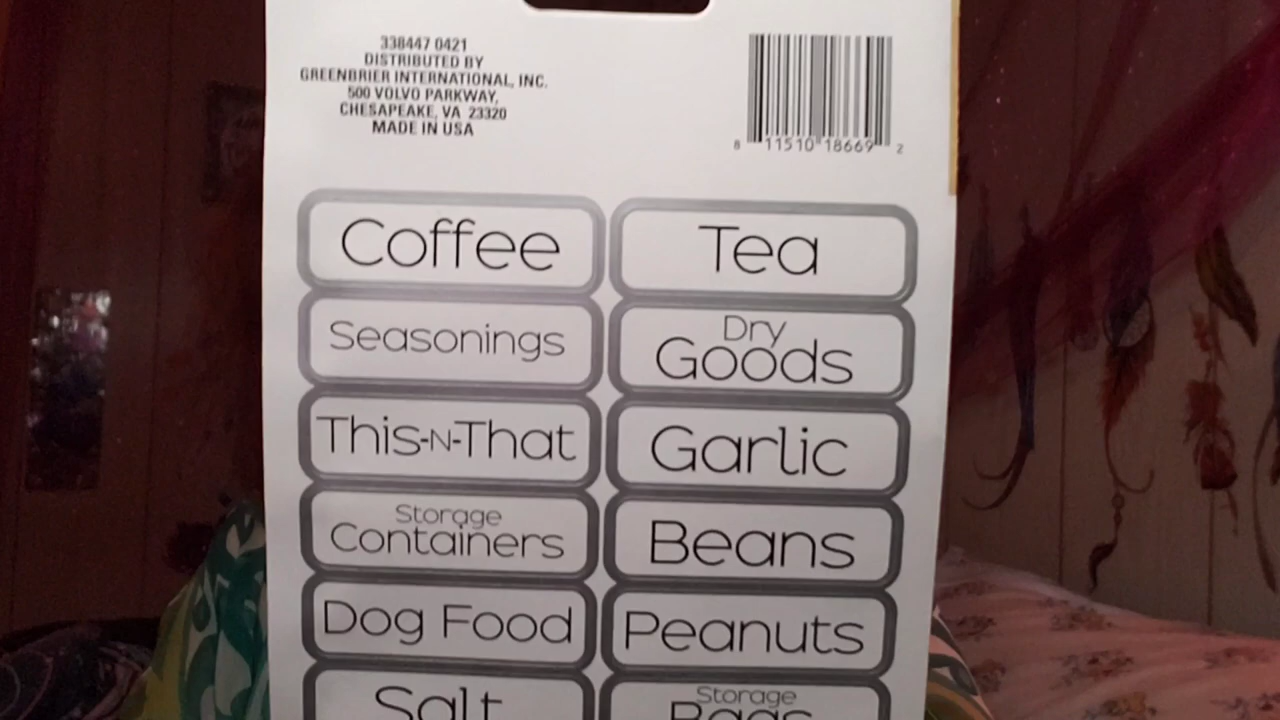 338447 0421
DISTRIBUTED BY
GREENBRIER INTERNATIONAL, INC.
500 VOLVO PARKWAY,
CHESAPEAKE, VA 23320
MADE IN USA
8 11510 18669 2
Coffee
Tea
Seasonings
Dry
Goods
This-N-That
Garlic
Storage
Containers
Beans
Dog Food
Peanuts
Salt
Storage
Bags